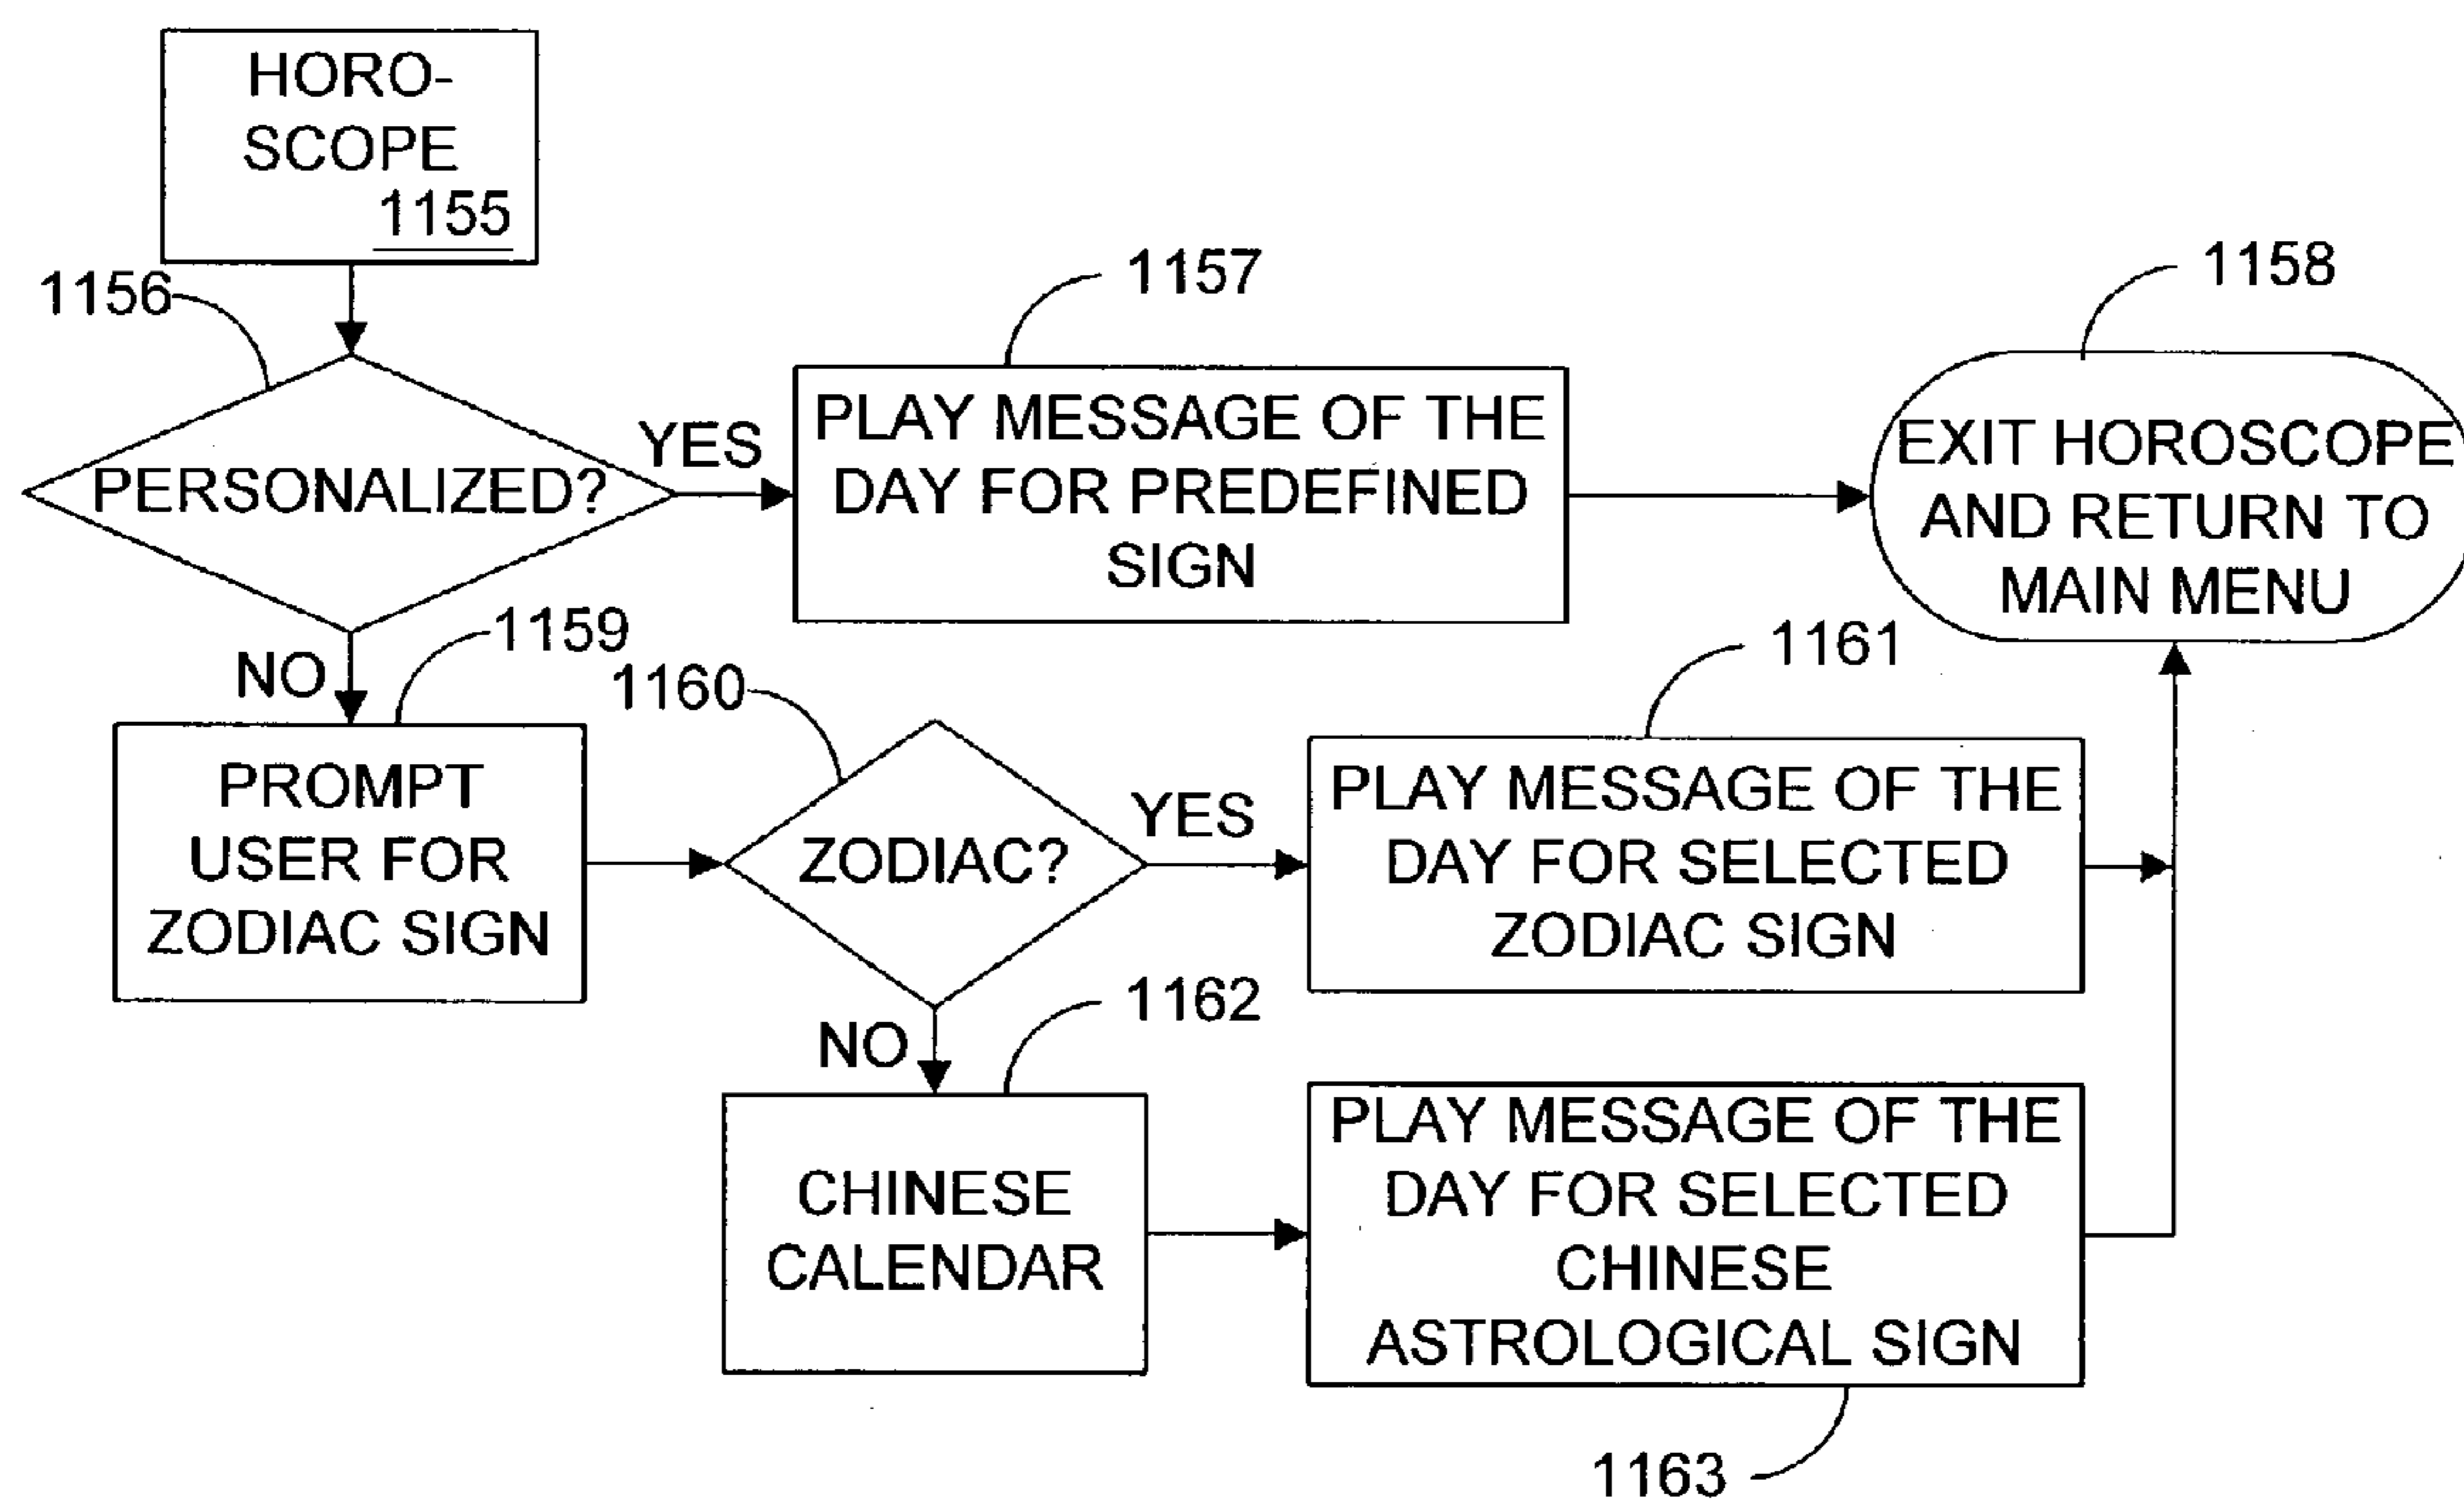 HORO-
SCOPE
1155
1156
PERSONALIZED?
YES
1157
PLAY MESSAGE OF THE
DAY FOR PREDEFINED
SIGN
1158
EXIT HOROSCOPE
AND RETURN TO
MAIN MENU
NO
1159
PROMPT
USER FOR
ZODIAC SIGN
1160
ZODIAC?
YES
1161
PLAY MESSAGE OF THE
DAY FOR SELECTED
ZODIAC SIGN
NO
1162
CHINESE
CALENDAR
PLAY MESSAGE OF THE
DAY FOR SELECTED
CHINESE
ASTROLOGICAL SIGN
1163